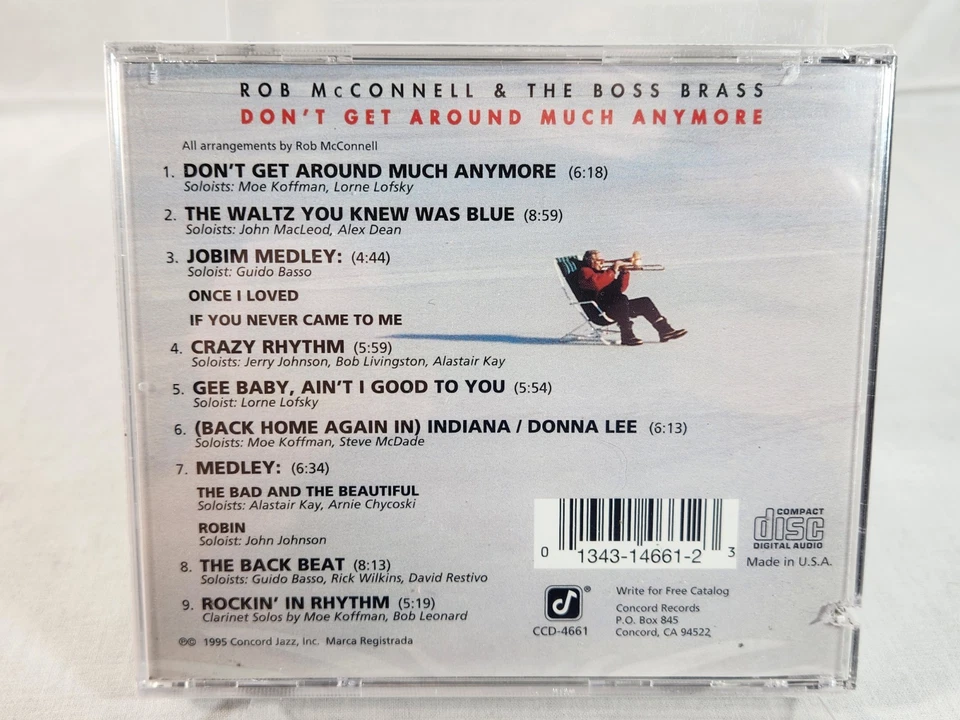 ROB McCONNELL & THE BOSS BRASS
DON'T GET AROUND MUCH ANYMORE
All arrangements by Rob McConnell
1. DON'T GET AROUND MUCH ANYMORE (6:18)
Soloists: Moe Koffman, Lorne Lofsky
2. THE WALTZ YOU KNEW WAS BLUE (8:59)
Soloists: John MacLeod, Alex Dean
3. JOBIM MEDLEY: (4:44)
Soloist: Guido Basso
ONCE I LOVED
IF YOU NEVER CAME TO ME
4. CRAZY RHYTHM (5:59)
Soloists: Jerry Johnson, Bob Livingston, Alastair Kay
5. GEE BABY, AIN'T I GOOD TO YOU (5:54)
Soloist: Lorne Lofsky
6. (BACK HOME AGAIN IN) INDIANA / DONNA LEE (6:13)
Soloists: Moe Koffman, Steve McDade
7. MEDLEY: (6:34)
THE BAD AND THE BEAUTIFUL
Soloists: Alastair Kay, Arnie Chycoski
ROBIN
Soloist: John Johnson
8. THE BACK BEAT (8:13)
Soloists: Guido Basso, Rick Wilkins, David Restivo
9. ROCKIN' IN RHYTHM (5:19)
Clarinet Solos by Moe Koffman, Bob Leonard
℗© 1995 Concord Jazz, Inc. Marca Registrada
0 1343-14661-2 3
COMPACT
disc
DIGITAL AUDIO
Made in U.S.A.
®
CCD-4661
Write for Free Catalog
Concord Records
P.O. Box 845
Concord, CA 94522